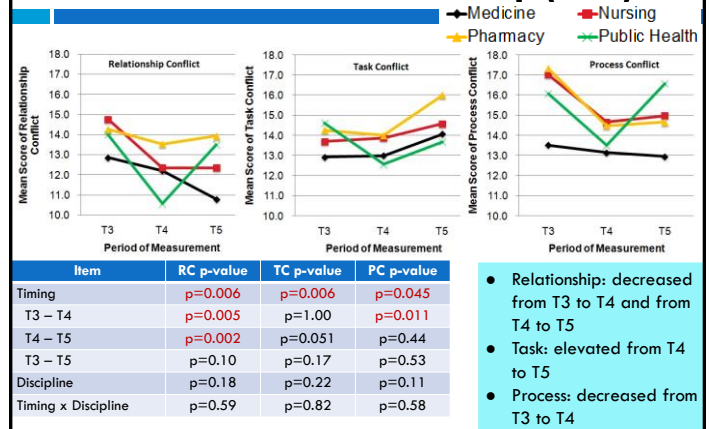 Medicine
Nursing
Pharmacy
Public Health
Mean Score of Relationship
Conflict
18.0
17.0
16.0
15.0
14.0
13.0
12.0
11.0
10.0
Relationship Conflict
T3
T4
T5
Period of Measurement
Mean Score of Task Conflict
18.0
17.0
16.0
15.0
14.0
13.0
12.0
11.0
10.0
Task Conflict
T3
T4
T5
Period of Measurement
Mean Score of Process Conflict
18.0
17.0
16.0
15.0
14.0
13.0
12.0
11.0
10.0
Process Conflict
T3
T4
T5
Period of Measurement
Item RC p-value TC p-value PC p-value
Timing p=0.006 p=0.006 p=0.045
T3 – T4 p=0.005 p=1.00 p=0.011
T4 – T5 p=0.002 p=0.051 p=0.44
T3 – T5 p=0.10 p=0.17 p=0.53
Discipline p=0.18 p=0.22 p=0.11
Timing x Discipline p=0.59 p=0.82 p=0.58
● Relationship: decreased
from T3 to T4 and from
T4 to T5
● Task: elevated from T4
to T5
● Process: decreased from
T3 to T4